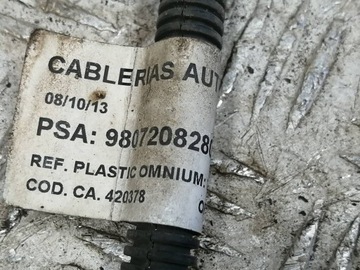 CABLERIAS AUT
08/10/13
PSA: 980720828
REF. PLASTIC OMNIUM:
COD. CA. 420378